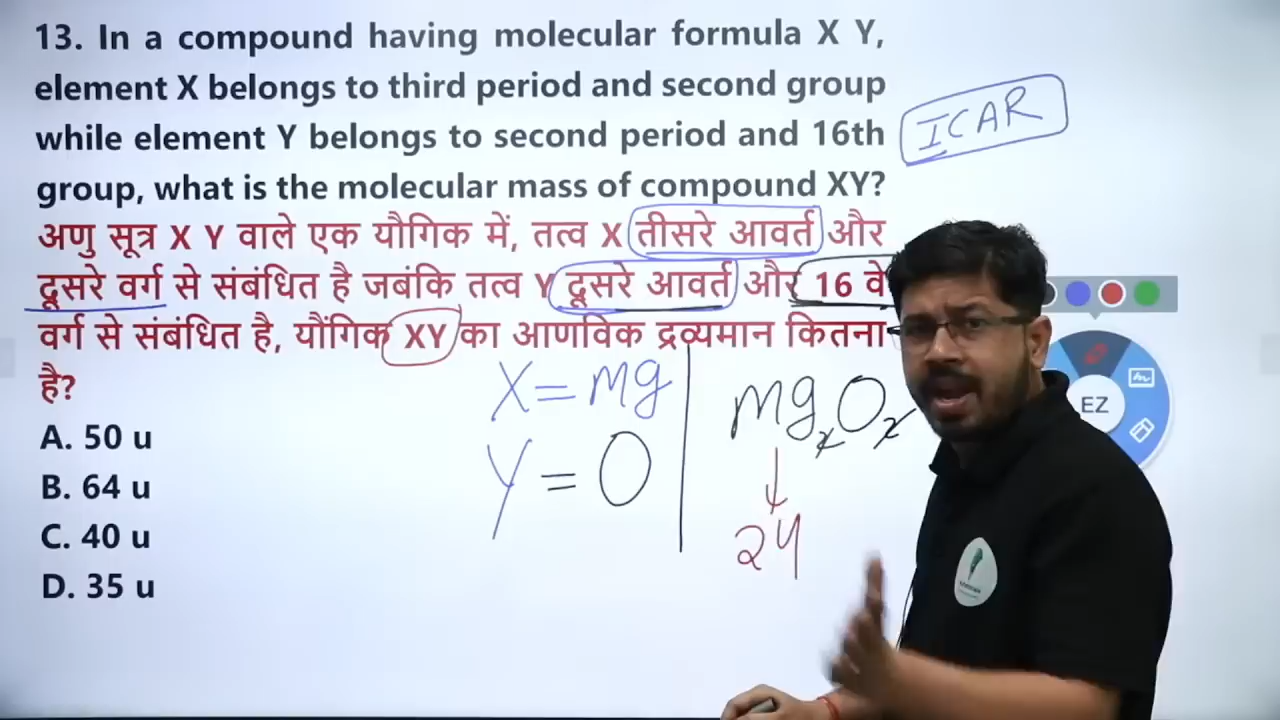 13. In a compound having molecular formula X Y,
element X belongs to third period and second group
while element Y belongs to second period and 16th
group, what is the molecular mass of compound XY?
ICAR
अणु सूत्र X Y वाले एक यौगिक में, तत्व X तीसरे आवर्त और
दूसरे वर्ग से संबंधित है जबकि तत्व Y दूसरे आवर्त और 16 वे
वर्ग से संबंधित है, यौंगिक XY का आणविक द्रव्यमान कितना
है?
A. 50 u
B. 64 u
C. 40 u
D. 35 u
X = mg
Y = O
mgxOx
24
EZ